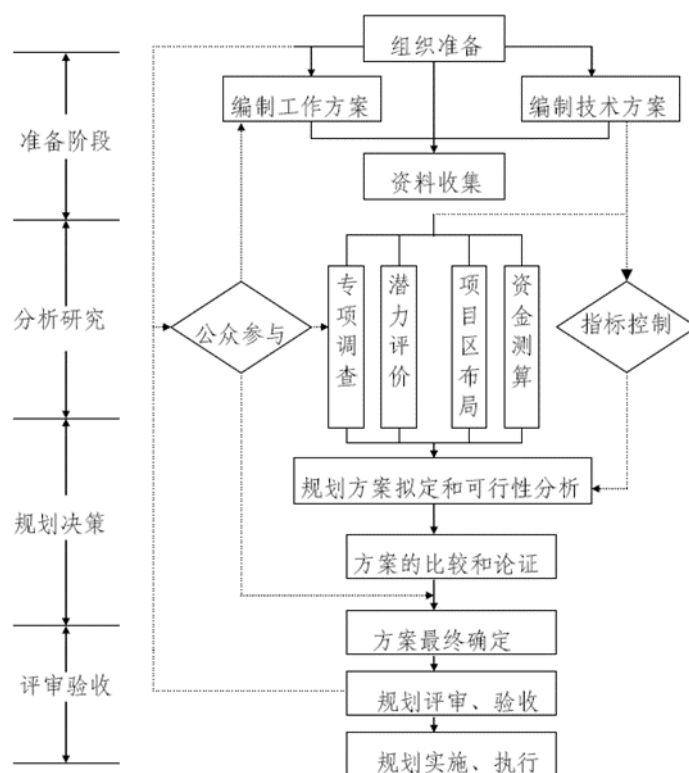 组织准备
编制工作方案
编制技术方案
准备阶段
资料收集
专项调查
潜力评价
项目区布局
资金测算
分析研究
公众参与
指标控制
规划方案拟定和可行性分析
规划决策
方案的比较和论证
方案最终确定
评审验收
规划评审、验收
规划实施、执行